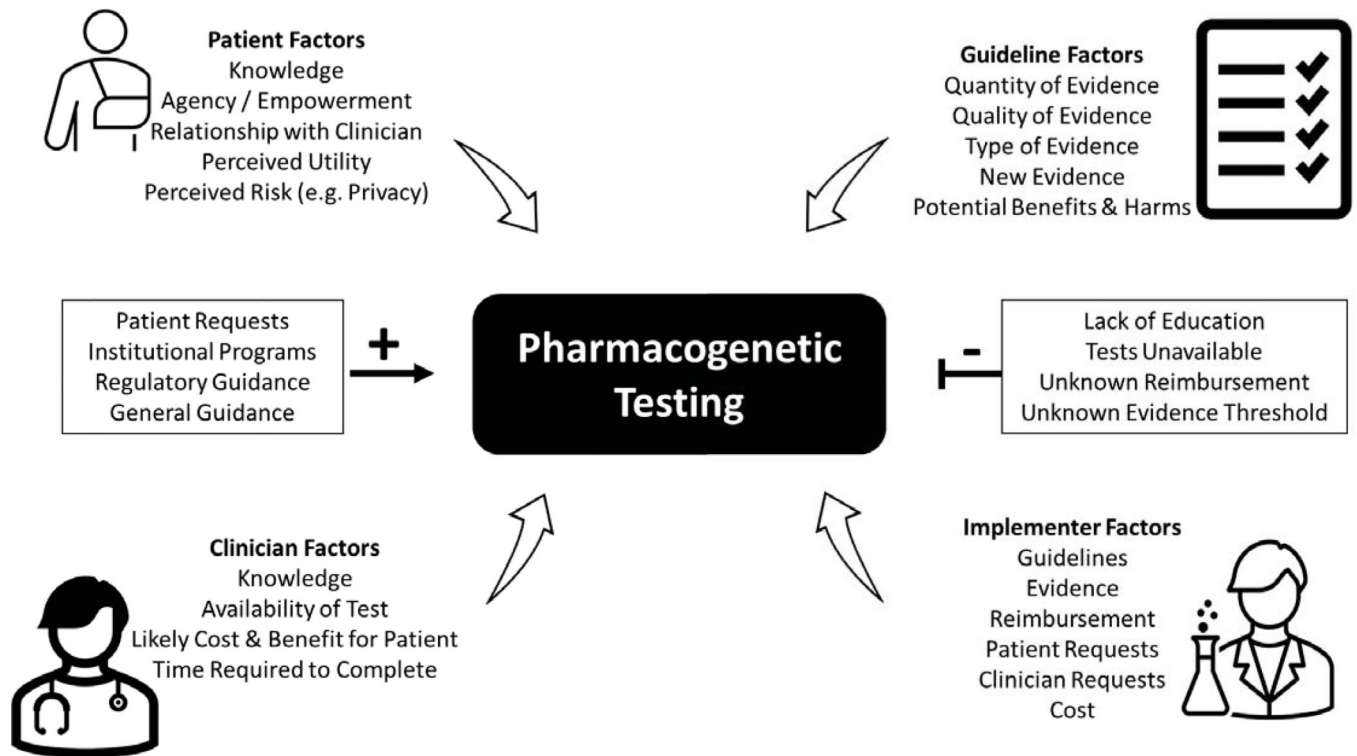 Patient Factors
Knowledge
Agency / Empowerment
Relationship with Clinician
Perceived Utility
Perceived Risk (e.g. Privacy)
Guideline Factors
Quantity of Evidence
Quality of Evidence
Type of Evidence
New Evidence
Potential Benefits & Harms
Patient Requests
Institutional Programs
Regulatory Guidance
General Guidance
+
Pharmacogenetic
Testing
-
Lack of Education
Tests Unavailable
Unknown Reimbursement
Unknown Evidence Threshold
Clinician Factors
Knowledge
Availability of Test
Likely Cost & Benefit for Patient
Time Required to Complete
Implementer Factors
Guidelines
Evidence
Reimbursement
Patient Requests
Clinician Requests
Cost